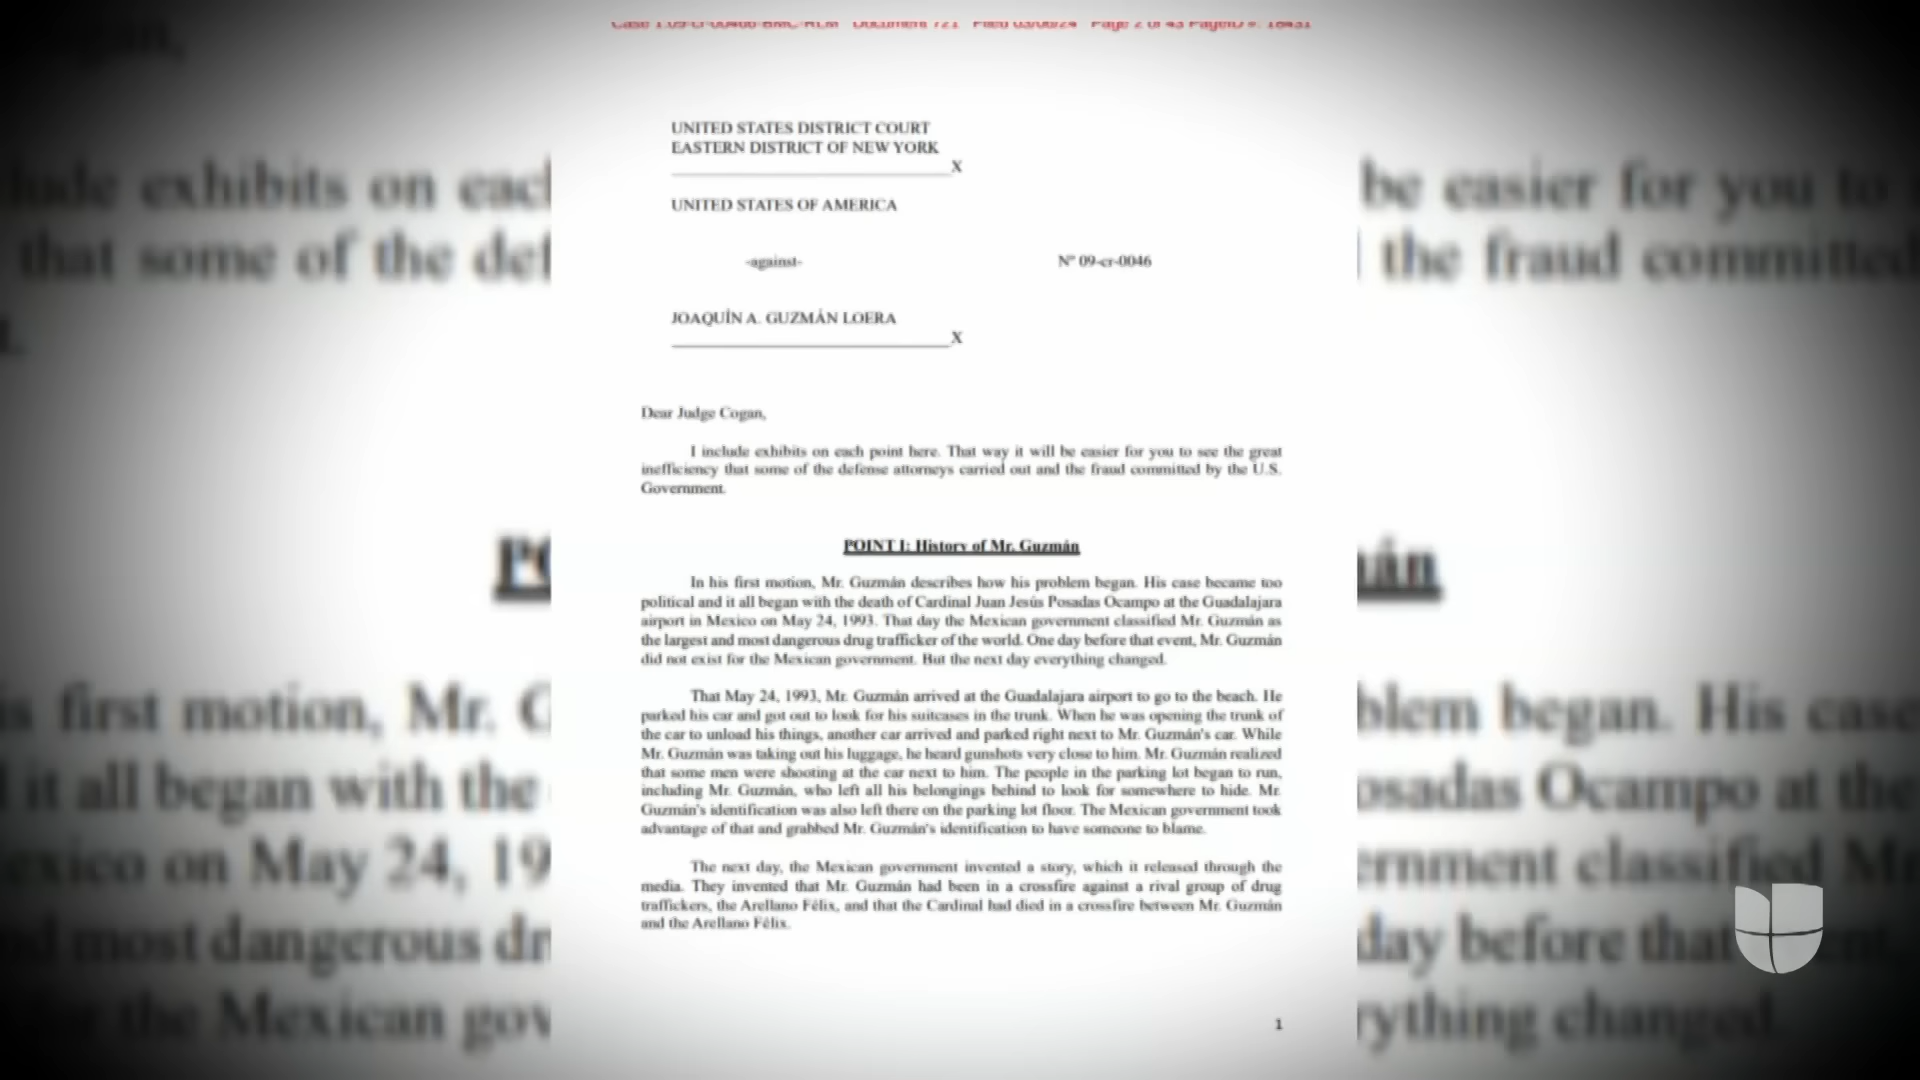 UNITED STATES DISTRICT COURT
EASTERN DISTRICT OF NEW YORK
X
UNITED STATES OF AMERICA
-against-
Nº 09-cr-0046
JOAQUÍN A. GUZMÁN LOERA
X
Dear Judge Cogan,
I include exhibits on each point here. That way it will be easier for you to see the great
inefficiency that some of the defense attorneys carried out and the fraud committed by the U.S.
Government.
POINT I: History of Mr. Guzmán
In his first motion, Mr. Guzmán describes how his problem began. His case became too
political and it all began with the death of Cardinal Juan Jesús Posadas Ocampo at the Guadalajara
airport in Mexico on May 24, 1993. That day the Mexican government classified Mr. Guzmán as
the largest and most dangerous drug trafficker of the world. One day before that event, Mr. Guzmán
did not exist for the Mexican government. But the next day everything changed.
That May 24, 1993, Mr. Guzmán arrived at the Guadalajara airport to go to the beach. He
parked his car and got out to look for his suitcases in the trunk. When he was opening the trunk of
the car to unload his things, another car arrived and parked right next to Mr. Guzmán's car. While
Mr. Guzmán was taking out his luggage, he heard gunshots very close to him. Mr. Guzmán realized
that some men were shooting at the car next to him. The people in the parking lot began to run,
including Mr. Guzmán, who left all his belongings behind to look for somewhere to hide. Mr.
Guzmán's identification was also left there on the parking lot floor. The Mexican government took
advantage of that and grabbed Mr. Guzmán's identification to have someone to blame.
The next day, the Mexican government invented a story, which it released through the
media. They invented that Mr. Guzmán had been in a crossfire against a rival group of drug
traffickers, the Arellano Félix, and that the Cardinal had died in a crossfire between Mr. Guzmán
and the Arellano Félix.
1